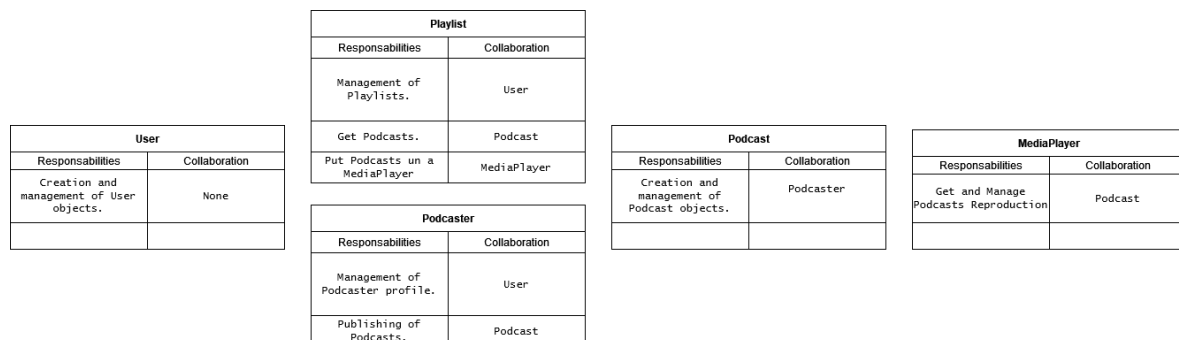 User
Responsabilities Collaboration
Creation and
management of User
objects.
None
Playlist
Responsabilities Collaboration
Management of
Playlists.
User
Get Podcasts. Podcast
Put Podcasts un a
MediaPlayer
MediaPlayer
Podcaster
Responsabilities Collaboration
Management of
Podcaster profile.
User
Publishing of
Podcasts.
Podcast
Podcast
Responsabilities Collaboration
Creation and
management of
Podcast objects.
Podcaster
MediaPlayer
Responsabilities Collaboration
Get and Manage
Podcasts Reproduction
Podcast